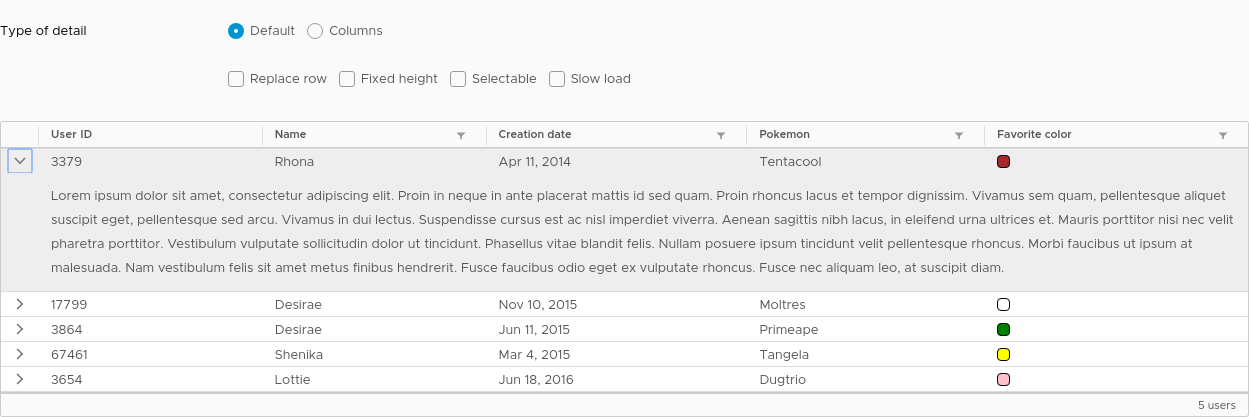 Type of detail Default Columns
Replace row Fixed height Selectable Slow load
User ID Name Creation date Pokemon Favorite color
3379 Rhona Apr 11, 2014 Tentacool
Lorem ipsum dolor sit amet, consectetur adipiscing elit. Proin in neque in ante placerat mattis id sed quam. Proin rhoncus lacus et tempor dignissim. Vivamus sem quam, pellentesque aliquet
suscipit eget, pellentesque sed arcu. Vivamus in dui lectus. Suspendisse cursus est ac nisl imperdiet viverra. Aenean sagittis nibh lacus, in eleifend urna ultrices et. Mauris porttitor nisi nec velit
pharetra porttitor. Vestibulum vulputate sollicitudin dolor ut tincidunt. Phasellus vitae blandit felis. Nullam posuere ipsum tincidunt velit pellentesque rhoncus. Morbi faucibus ut ipsum at
malesuada. Nam vestibulum felis sit amet metus finibus hendrerit. Fusce faucibus odio eget ex vulputate rhoncus. Fusce nec aliquam leo, at suscipit diam.
17799 Desirae Nov 10, 2015 Moltres
3864 Desirae Jun 11, 2015 Primeape
67461 Shenika Mar 4, 2015 Tangela
3654 Lottie Jun 18, 2016 Dugtrio
5 users